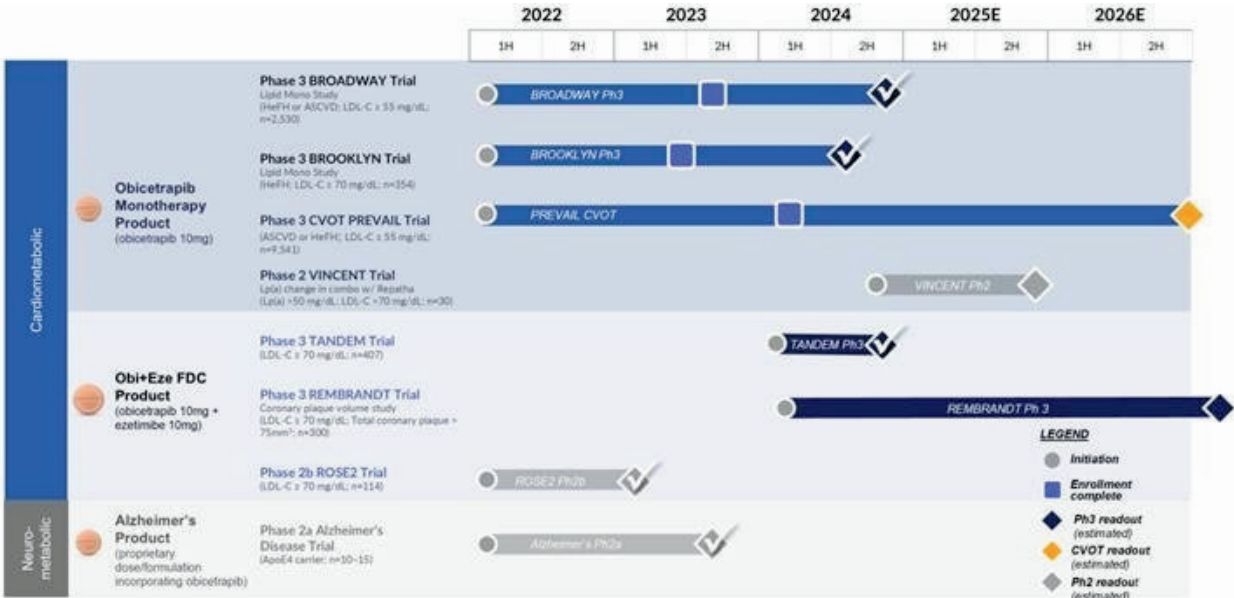 2022 2023 2024 2025E 2026E
1H 2H 1H 2H 1H 2H 1H 2H 1H 2H
Cardiometabolic
Obicetrapib
Monotherapy
Product
(obicetrapib 10mg)
Phase 3 BROADWAY Trial
Lipid Mono Study
(HeFH or ASCVD; LDL-C ≥ 55 mg/dL;
n=2,530)
BROADWAY Ph3
Phase 3 BROOKLYN Trial
Lipid Mono Study
(HeFH; LDL-C ≥ 70 mg/dL; n=354)
BROOKLYN Ph3
Phase 3 CVOT PREVAIL Trial
(ASCVD or HeFH; LDL-C ≥ 55 mg/dL;
n=9,541)
PREVAIL CVOT
Phase 2 VINCENT Trial
Lp(a) change in combo w/ Repatha
(Lp(a) >50 mg/dL; LDL-C >70 mg/dL; n=30)
VINCENT Ph2
Obi+Eze FDC
Product
(obicetrapib 10mg +
ezetimibe 10mg)
Phase 3 TANDEM Trial
(LDL-C ≥ 70 mg/dL; n=407)
TANDEM Ph3
Phase 3 REMBRANDT Trial
Coronary plaque volume study
(LDL-C ≥ 70 mg/dL; Total coronary plaque >
75mm³; n=300)
REMBRANDT Ph 3
Phase 2b ROSE2 Trial
(LDL-C ≥ 70 mg/dL; n=114)
ROSE2 Ph2b
Neuro-
metabolic
Alzheimer's
Product
(proprietary
dose/formulation
incorporating obicetrapib)
Phase 2a Alzheimer's
Disease Trial
(ApoE4 carrier; n=10-15)
Alzheimer's Ph2a
LEGEND
Initiation
Enrollment
complete
Ph3 readout
(estimated)
CVOT readout
(estimated)
Ph2 readout
(estimated)